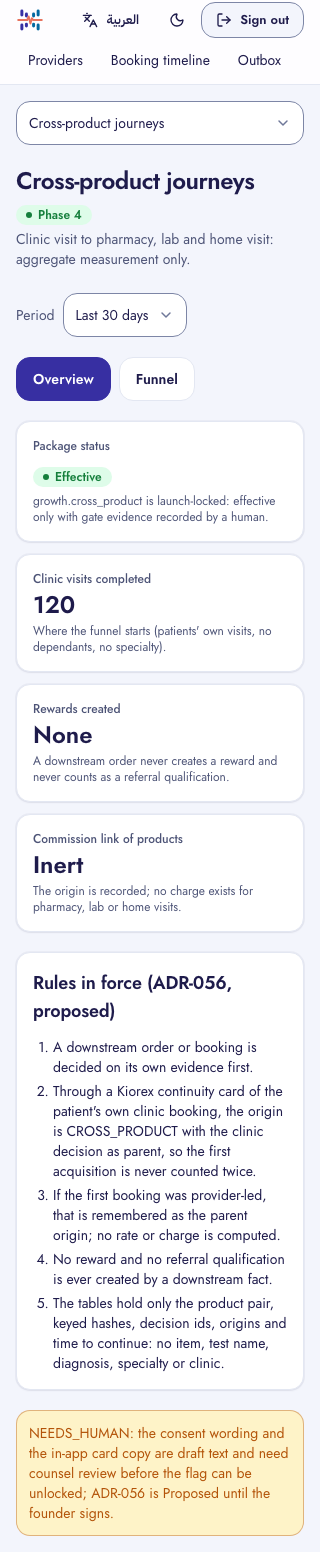 العربية
Sign out
Providers
Booking timeline
Outbox
Cross-product journeys
Cross-product journeys
Phase 4
Clinic visit to pharmacy, lab and home visit:
aggregate measurement only.
Period
Last 30 days
Overview
Funnel
Package status
Effective
growth.cross_product is launch-locked: effective
only with gate evidence recorded by a human.
Clinic visits completed
120
Where the funnel starts (patients' own visits, no
dependants, no specialty).
Rewards created
None
A downstream order never creates a reward and
never counts as a referral qualification.
Commission link of products
Inert
The origin is recorded; no charge exists for
pharmacy, lab or home visits.
Rules in force (ADR-056,
proposed)
1. A downstream order or booking is
decided on its own evidence first.
2. Through a Kiorex continuity card of the
patient's own clinic booking, the origin
is CROSS_PRODUCT with the clinic
decision as parent, so the first
acquisition is never counted twice.
3. If the first booking was provider-led,
that is remembered as the parent
origin; no rate or charge is computed.
4. No reward and no referral qualification
is ever created by a downstream fact.
5. The tables hold only the product pair,
keyed hashes, decision ids, origins and
time to continue: no item, test name,
diagnosis, specialty or clinic.
NEEDS_HUMAN: the consent wording and
the in-app card copy are draft text and need
counsel review before the flag can be
unlocked; ADR-056 is Proposed until the
founder signs.